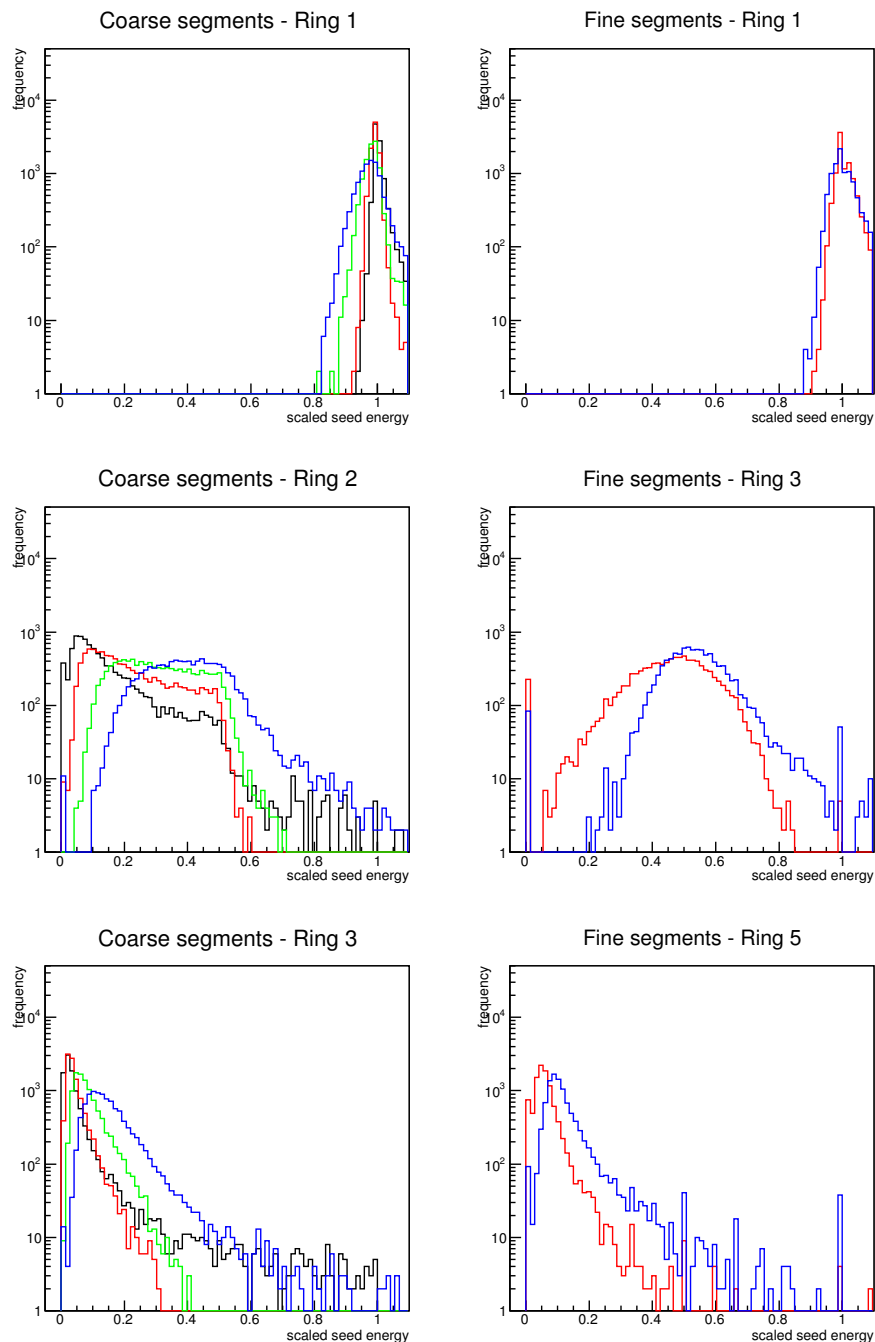 Coarse segments - Ring 1
frequency
10⁴
10³
10²
10
1
0 0.2 0.4 0.6 0.8 1
scaled seed energy
Fine segments - Ring 1
frequency
10⁴
10³
10²
10
1
0 0.2 0.4 0.6 0.8 1
scaled seed energy
Coarse segments - Ring 2
frequency
10⁴
10³
10²
10
1
0 0.2 0.4 0.6 0.8 1
scaled seed energy
Fine segments - Ring 3
frequency
10⁴
10³
10²
10
1
0 0.2 0.4 0.6 0.8 1
scaled seed energy
Coarse segments - Ring 3
frequency
10⁴
10³
10²
10
1
0 0.2 0.4 0.6 0.8 1
scaled seed energy
Fine segments - Ring 5
frequency
10⁴
10³
10²
10
1
0 0.2 0.4 0.6 0.8 1
scaled seed energy